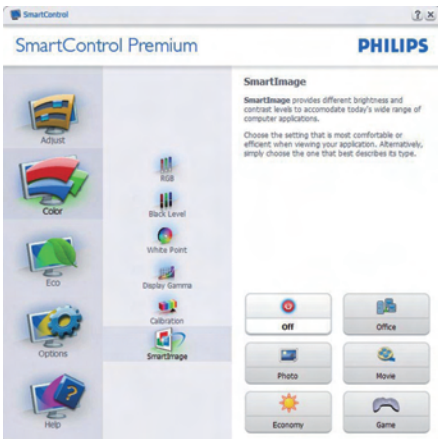 SmartControl
SmartControl Premium
PHILIPS
Adjust
Color
Eco
Options
Help
RGB
Black Level
White Point
Display Gamma
Calibration
SmartImage
SmartImage
SmartImage provides different brightness and
contrast levels to accomodate today's wide range of
computer applications.
Choose the setting that is most comfortable or
efficient when viewing your application. Alternatively,
simply choose the one that best describes its type.
Off
Office
Photo
Movie
Economy
Game